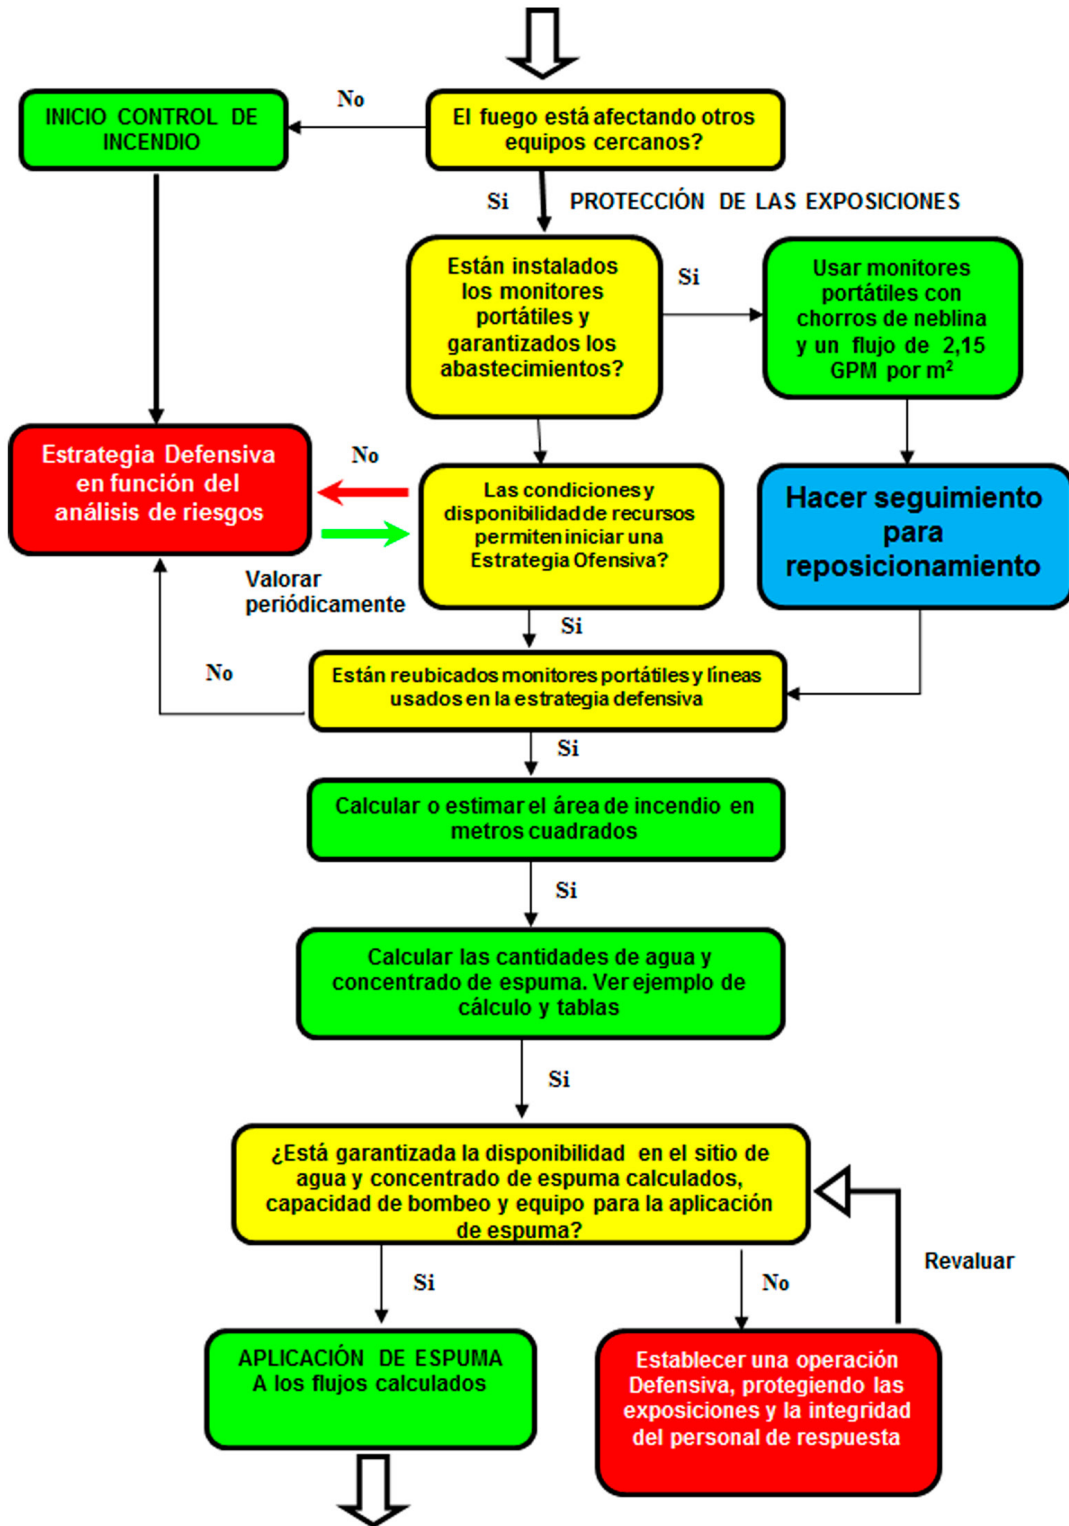 No
INICIO CONTROL DE
INCENDIO
El fuego está afectando otros
equipos cercanos?
Si
PROTECCIÓN DE LAS EXPOSICIONES
Están instalados
los monitores
portátiles y
garantizados los
abastecimientos?
Si
Usar monitores
portátiles con
chorros de neblina
y un flujo de 2,15
GPM por m²
Estrategia Defensiva
en función del
análisis de riesgos
No
Valorar
periódicamente
Las condiciones y
disponibilidad de recursos
permiten iniciar una
Estrategia Ofensiva?
Hacer seguimiento
para
reposicionamiento
Si
No
Están reubicados monitores portátiles y líneas
usados en la estrategia defensiva
Si
Calcular o estimar el área de incendio en
metros cuadrados
Si
Calcular las cantidades de agua y
concentrado de espuma. Ver ejemplo de
cálculo y tablas
Si
¿Está garantizada la disponibilidad en el sitio de
agua y concentrado de espuma calculados,
capacidad de bombeo y equipo para la aplicación
de espuma?
Si
No
Revaluar
APLICACIÓN DE ESPUMA
A los flujos calculados
Establecer una operación
Defensiva, protegiendo las
exposiciones y la integridad
del personal de respuesta